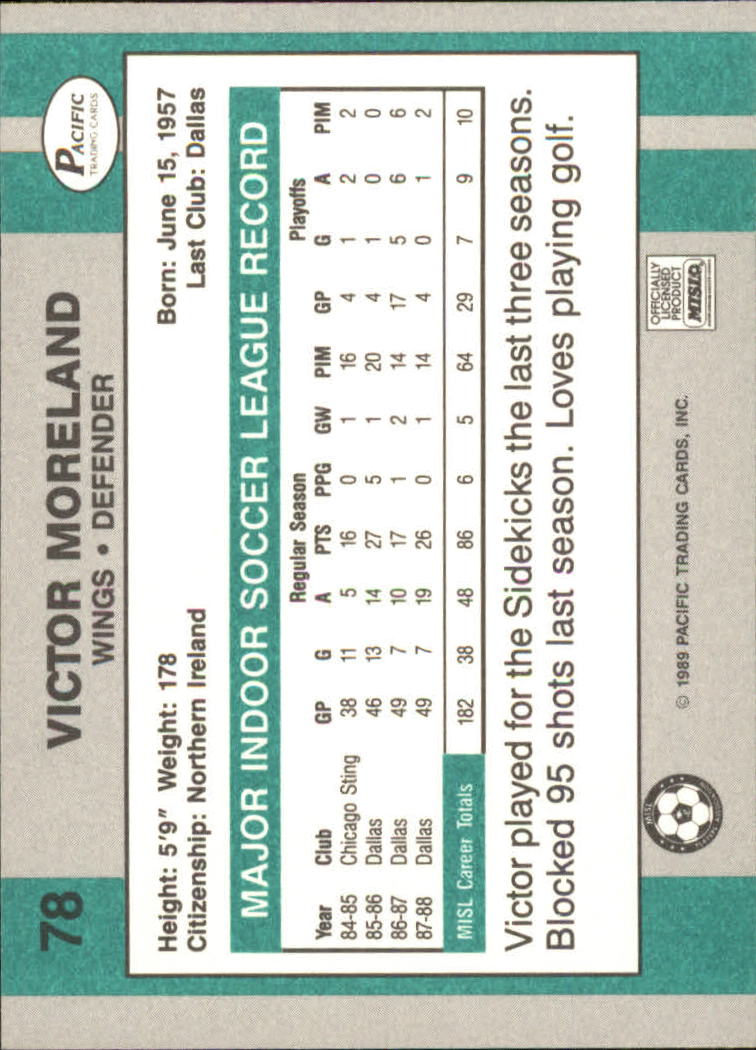 78
VICTOR MORELAND
WINGS • DEFENDER
PACIFIC
TRADING CARDS
Height: 5'9" Weight: 178 Born: June 15, 1957
Citizenship: Northern Ireland Last Club: Dallas
MAJOR INDOOR SOCCER LEAGUE RECORD
Regular Season Playoffs
Year Club GP G A PTS PPG GW PIM GP G A PIM
84-85 Chicago Sting 38 11 5 16 0 1 16 4 1 2 2
85-86 Dallas 46 13 14 27 5 1 20 4 1 0 0
86-87 Dallas 49 7 10 17 1 2 14 17 5 6 6
87-88 Dallas 49 7 19 26 0 1 14 4 0 1 2
MISL Career Totals 182 38 48 86 6 5 64 29 7 9 10
Victor played for the Sidekicks the last three seasons.
Blocked 95 shots last season. Loves playing golf.
MISL
© 1989 PACIFIC TRADING CARDS, INC.
OFFICIALLY
LICENSED
PRODUCT
MISL